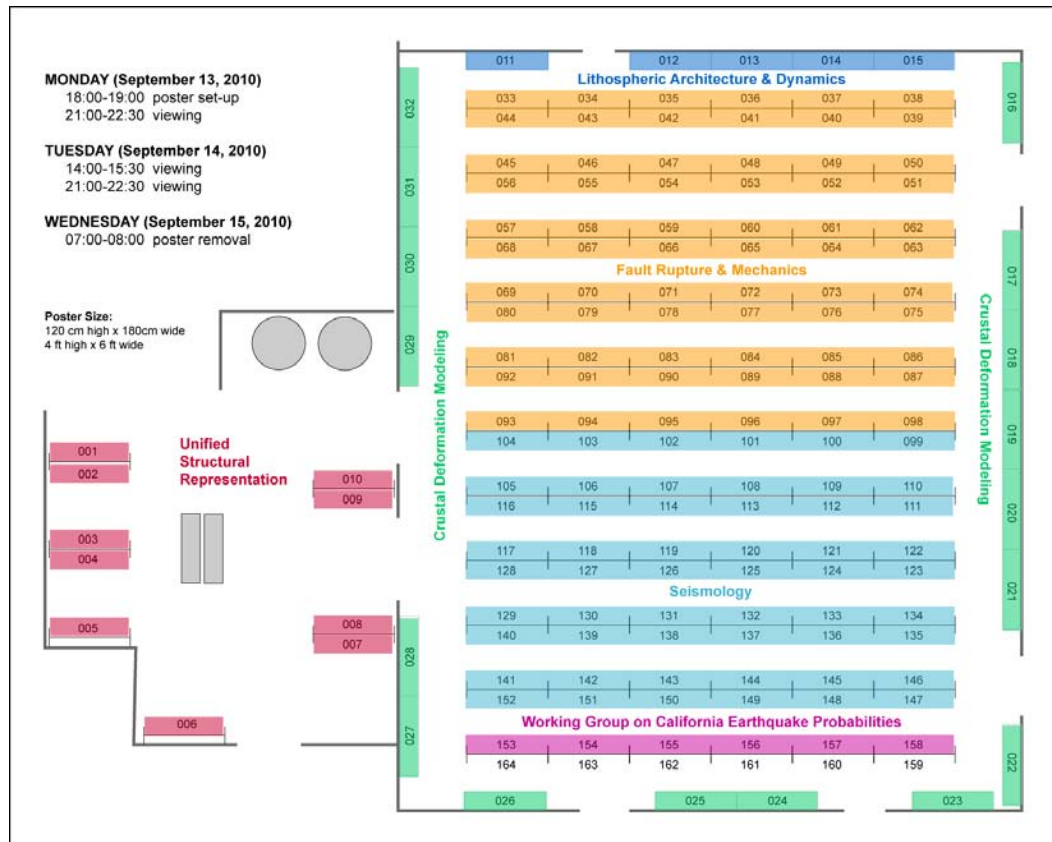 MONDAY (September 13, 2010)
18:00-19:00 poster set-up
21:00-22:30 viewing
TUESDAY (September 14, 2010)
14:00-15:30 viewing
21:00-22:30 viewing
WEDNESDAY (September 15, 2010)
07:00-08:00 poster removal
Poster Size:
120 cm high x 180cm wide
4 ft high x 6 ft wide
Unified
Structural
Representation
001
002
003
004
005
006
010
009
008
007
032
031
030
029
Crustal Deformation Modeling
028
027
011 012 013 014 015
Lithospheric Architecture & Dynamics
033 034 035 036 037 038
044 043 042 041 040 039
045 046 047 048 049 050
056 055 054 053 052 051
057 058 059 060 061 062
068 067 066 065 064 063
Fault Rupture & Mechanics
069 070 071 072 073 074
080 079 078 077 076 075
081 082 083 084 085 086
092 091 090 089 088 087
093 094 095 096 097 098
104 103 102 101 100 099
105 106 107 108 109 110
116 115 114 113 112 111
117 118 119 120 121 122
128 127 126 125 124 123
Seismology
129 130 131 132 133 134
140 139 138 137 136 135
141 142 143 144 145 146
152 151 150 149 148 147
Working Group on California Earthquake Probabilities
153 154 155 156 157 158
164 163 162 161 160 159
026 025 024 023
016
017
018
019
020
021
022
Crustal Deformation Modeling